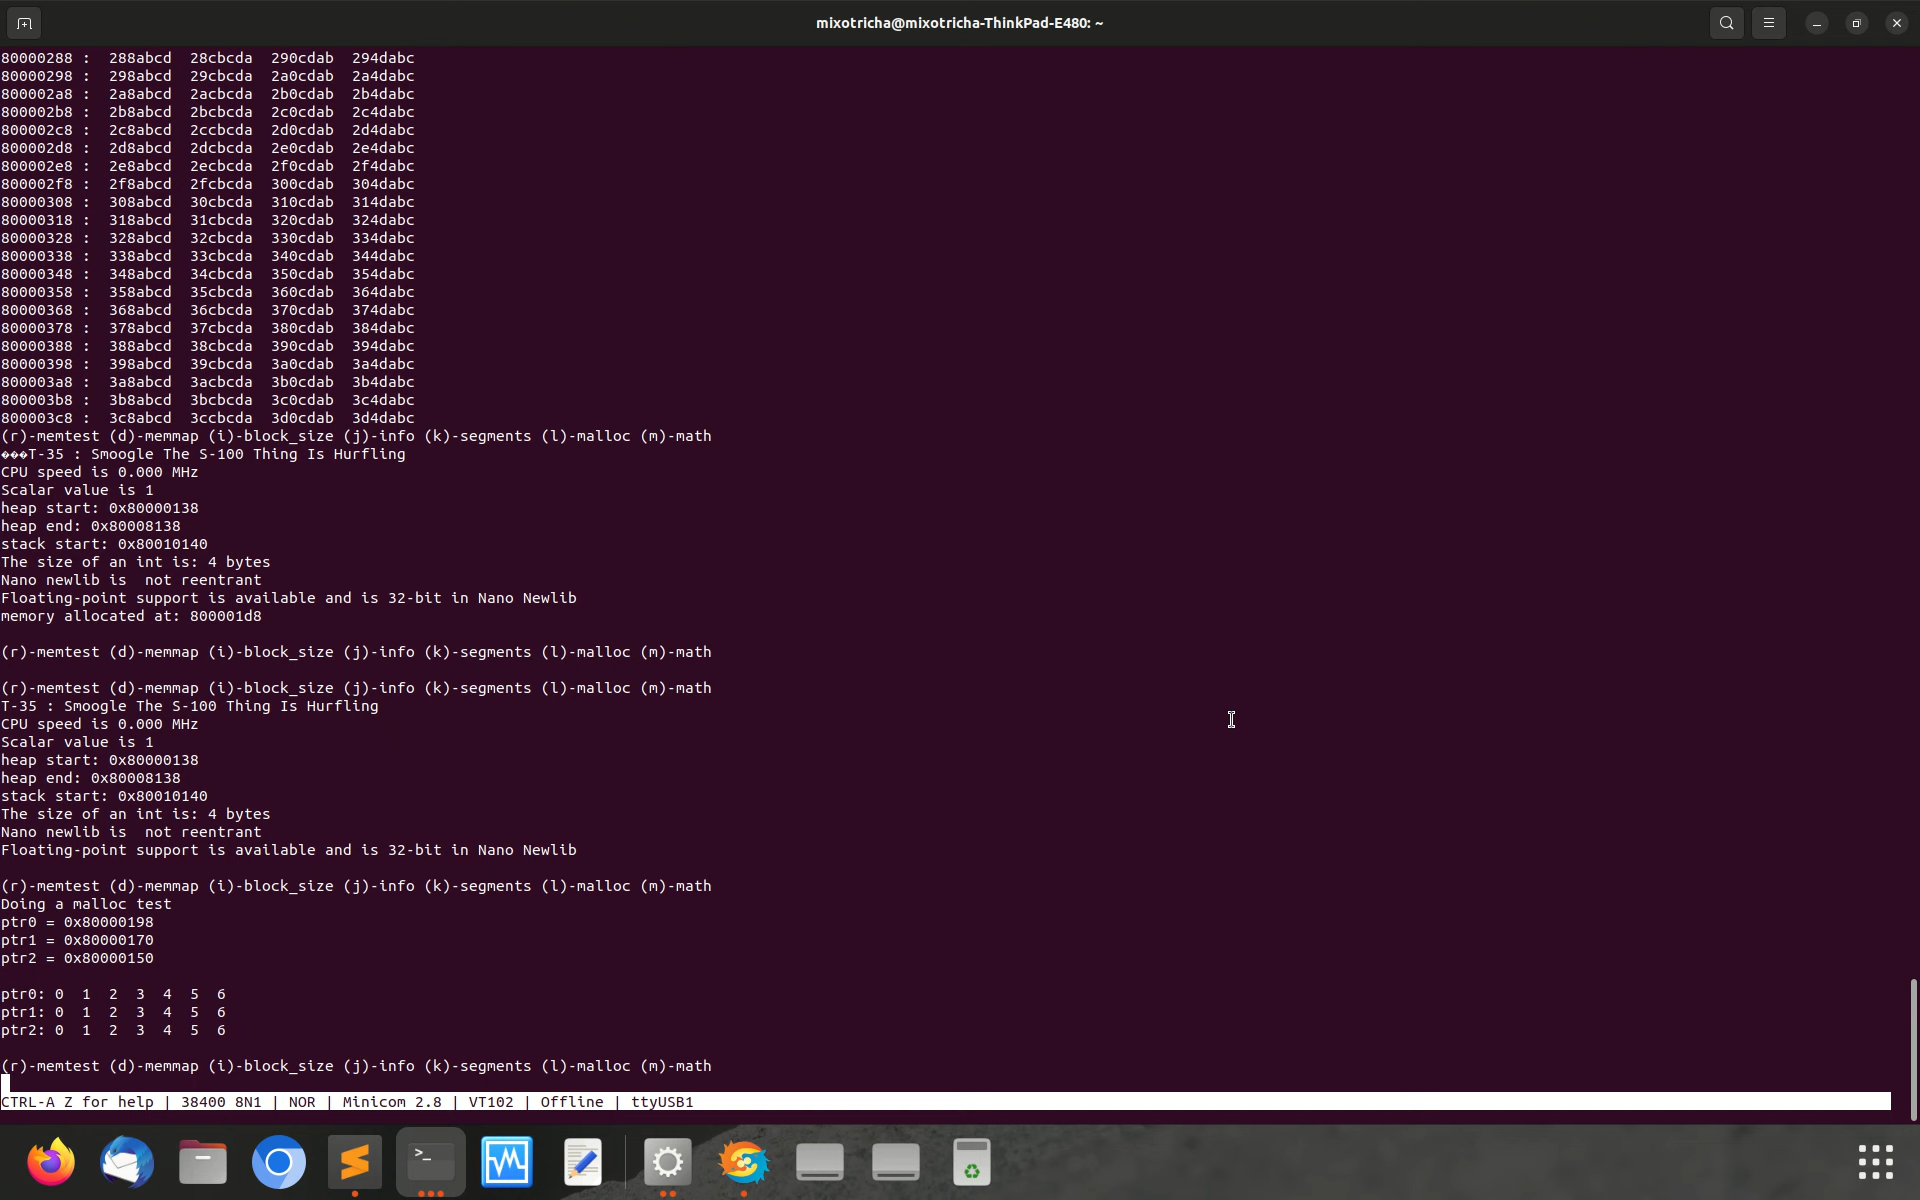 mixotricha@mixotricha-ThinkPad-E480: ~
80000288 :  288abcd  28cbcda  290cdab  294dabc
80000298 :  298abcd  29cbcda  2a0cdab  2a4dabc
800002a8 :  2a8abcd  2acbcda  2b0cdab  2b4dabc
800002b8 :  2b8abcd  2bcbcda  2c0cdab  2c4dabc
800002c8 :  2c8abcd  2ccbcda  2d0cdab  2d4dabc
800002d8 :  2d8abcd  2dcbcda  2e0cdab  2e4dabc
800002e8 :  2e8abcd  2ecbcda  2f0cdab  2f4dabc
800002f8 :  2f8abcd  2fcbcda  300cdab  304dabc
80000308 :  308abcd  30cbcda  310cdab  314dabc
80000318 :  318abcd  31cbcda  320cdab  324dabc
80000328 :  328abcd  32cbcda  330cdab  334dabc
80000338 :  338abcd  33cbcda  340cdab  344dabc
80000348 :  348abcd  34cbcda  350cdab  354dabc
80000358 :  358abcd  35cbcda  360cdab  364dabc
80000368 :  368abcd  36cbcda  370cdab  374dabc
80000378 :  378abcd  37cbcda  380cdab  384dabc
80000388 :  388abcd  38cbcda  390cdab  394dabc
80000398 :  398abcd  39cbcda  3a0cdab  3a4dabc
800003a8 :  3a8abcd  3acbcda  3b0cdab  3b4dabc
800003b8 :  3b8abcd  3bcbcda  3c0cdab  3c4dabc
800003c8 :  3c8abcd  3ccbcda  3d0cdab  3d4dabc
(r)-memtest (d)-memmap (i)-block_size (j)-info (k)-segments (l)-malloc (m)-math
���T-35 : Smoogle The S-100 Thing Is Hurfling
CPU speed is 0.000 MHz
Scalar value is 1
heap start: 0x80000138
heap end: 0x80008138
stack start: 0x80010140
The size of an int is: 4 bytes
Nano newlib is  not reentrant
Floating-point support is available and is 32-bit in Nano Newlib
memory allocated at: 800001d8
(r)-memtest (d)-memmap (i)-block_size (j)-info (k)-segments (l)-malloc (m)-math
(r)-memtest (d)-memmap (i)-block_size (j)-info (k)-segments (l)-malloc (m)-math
T-35 : Smoogle The S-100 Thing Is Hurfling
CPU speed is 0.000 MHz
Scalar value is 1
heap start: 0x80000138
heap end: 0x80008138
stack start: 0x80010140
The size of an int is: 4 bytes
Nano newlib is  not reentrant
Floating-point support is available and is 32-bit in Nano Newlib
(r)-memtest (d)-memmap (i)-block_size (j)-info (k)-segments (l)-malloc (m)-math
Doing a malloc test
ptr0 = 0x80000198
ptr1 = 0x80000170
ptr2 = 0x80000150
ptr0: 0  1  2  3  4  5  6
ptr1: 0  1  2  3  4  5  6
ptr2: 0  1  2  3  4  5  6
(r)-memtest (d)-memmap (i)-block_size (j)-info (k)-segments (l)-malloc (m)-math
CTRL-A Z for help | 38400 8N1 | NOR | Minicom 2.8 | VT102 | Offline | ttyUSB1